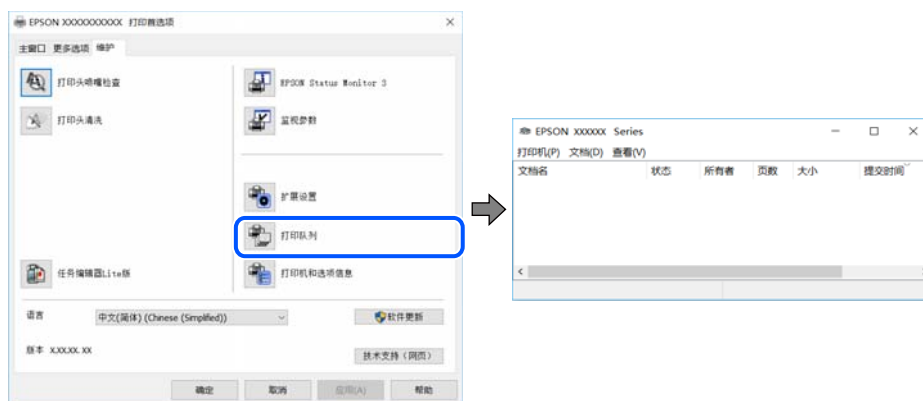 EPSON XXXXXXXXXXX 打印首选项
主窗口 更多选项 维护
打印头喷嘴检查
EPSON Status Monitor 3
打印头清洗
监视参数
扩展设置
打印队列
任务编辑器Lite版
打印机和选项信息
语言 中文(简体) (Chinese (Simplified))
软件更新
版本 X.XX.XX.XX
技术支持（网页）
确定 取消 应用(A) 帮助
EPSON XXXXXX Series
打印机(P) 文档(D) 查看(V)
文档名 状态 所有者 页数 大小 提交时间